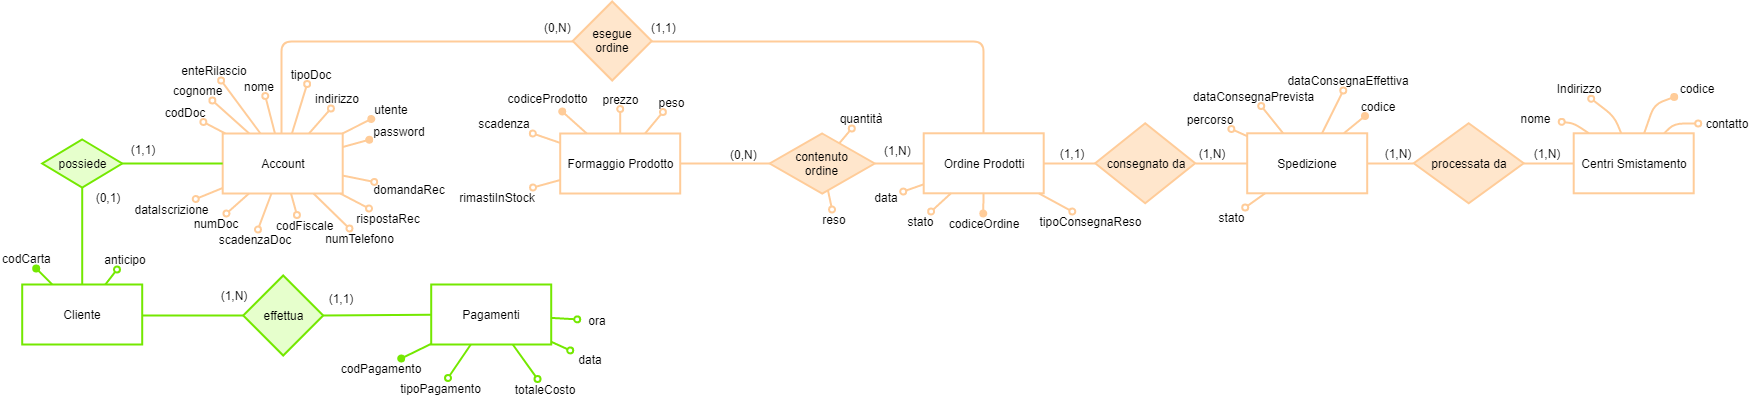 (0,N)
esegue
ordine
(1,1)
enteRilascio
tipoDoc
cognome
nome
indirizzo
codDoc
utente
password
possiede
(1,1)
Account
(0,1)
domandaRec
dataIscrizione
numDoc
scadenzaDoc
codFiscale
rispostaRec
numTelefono
codiceProdotto
prezzo
peso
scadenza
Formaggio Prodotto
rimastiInStock
(0,N)
quantità
contenuto
ordine
reso
(1,N)
Ordine Prodotti
data
stato
codiceOrdine
tipoConsegnaReso
(1,1)
consegnato da
(1,N)
dataConsegnaEffettiva
dataConsegnaPrevista
codice
percorso
Spedizione
stato
(1,N)
processata da
(1,N)
Indirizzo
codice
nome
contatto
Centri Smistamento
codCarta
anticipo
Cliente
(1,N)
effettua
(1,1)
Pagamenti
ora
data
codPagamento
tipoPagamento
totaleCosto